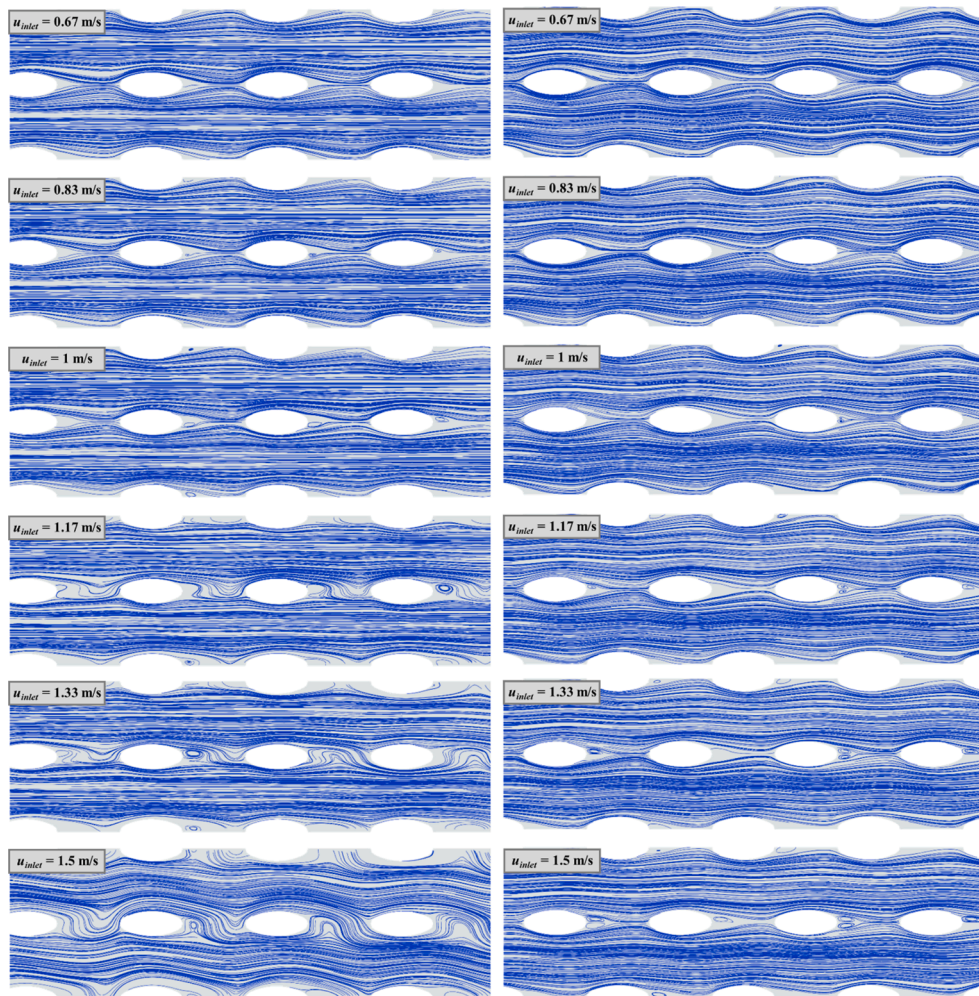 u_inlet = 0.67 m/s
u_inlet = 0.67 m/s
u_inlet = 0.83 m/s
u_inlet = 0.83 m/s
u_inlet = 1 m/s
u_inlet = 1 m/s
u_inlet = 1.17 m/s
u_inlet = 1.17 m/s
u_inlet = 1.33 m/s
u_inlet = 1.33 m/s
u_inlet = 1.5 m/s
u_inlet = 1.5 m/s